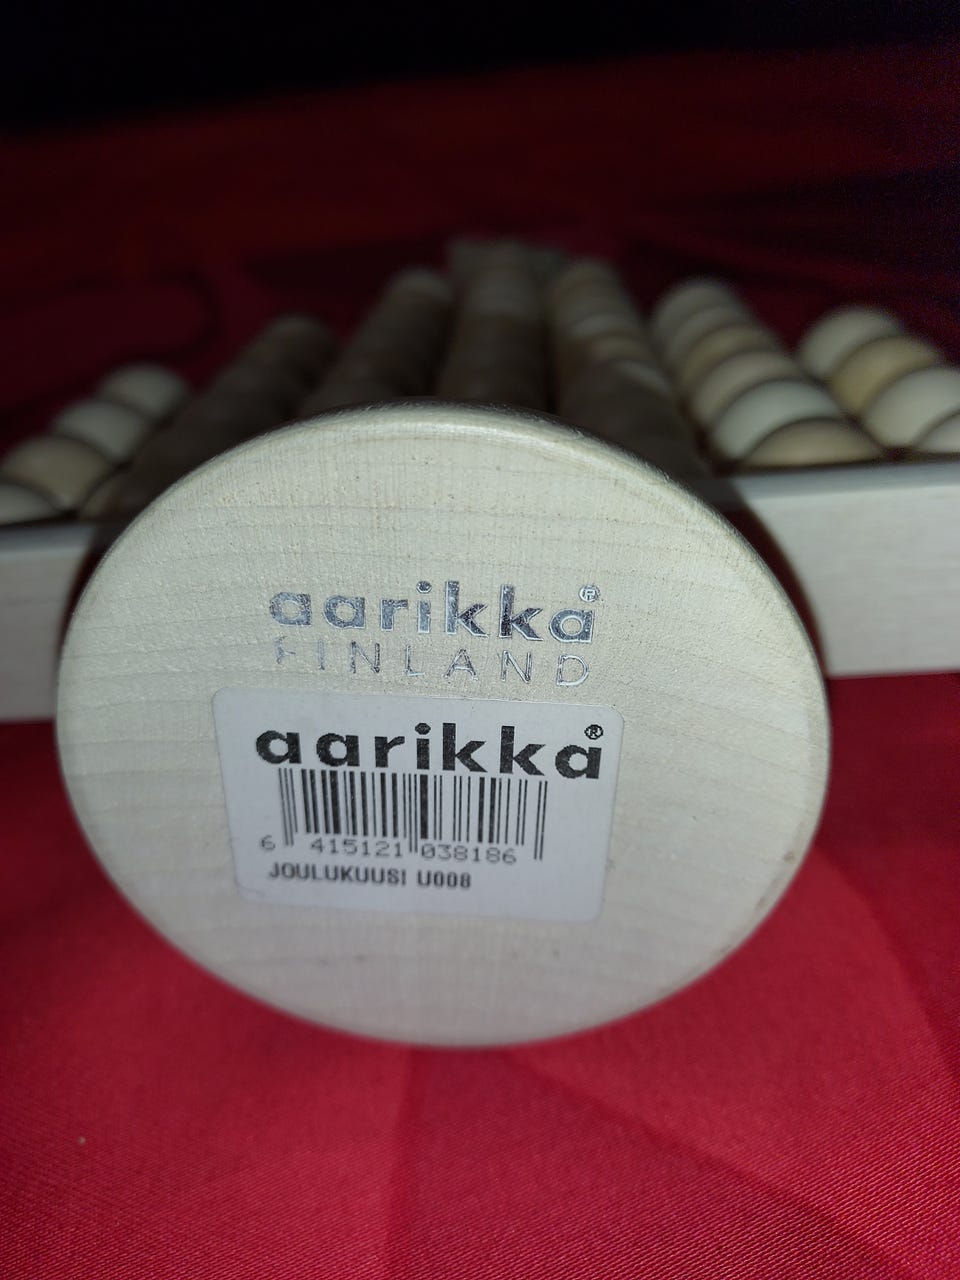 aarikka®
FINLAND
aarikka®
6 415121 038186
JOULUKUUSI U008